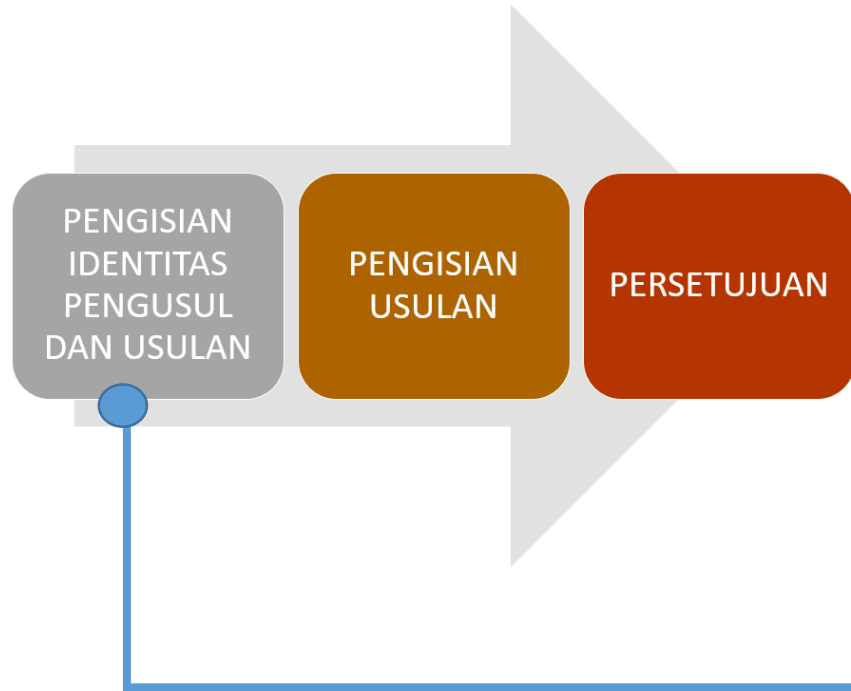 PENGISIAN
IDENTITAS
PENGUSUL
DAN USULAN
PENGISIAN
USULAN
PERSETUJUAN